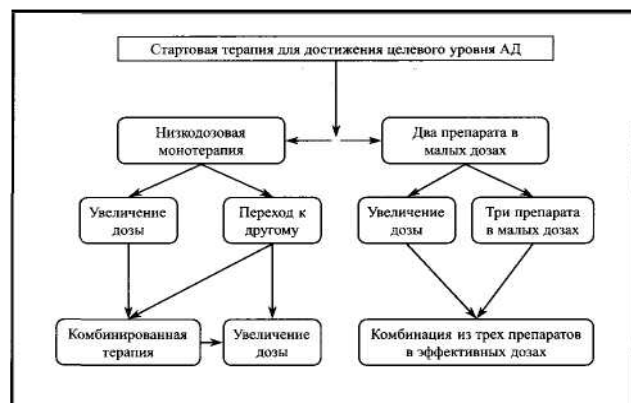 Стартовая терапия для достижения целевого уровня АД
Низкодозовая
монотерапия
Два препарата в
малых дозах
Увеличение
дозы
Переход к
другому
Увеличение
дозы
Три препарата
в малых дозах
Комбинированная
терапия
Увеличение
дозы
Комбинация из трех препаратов
в эффективных дозах